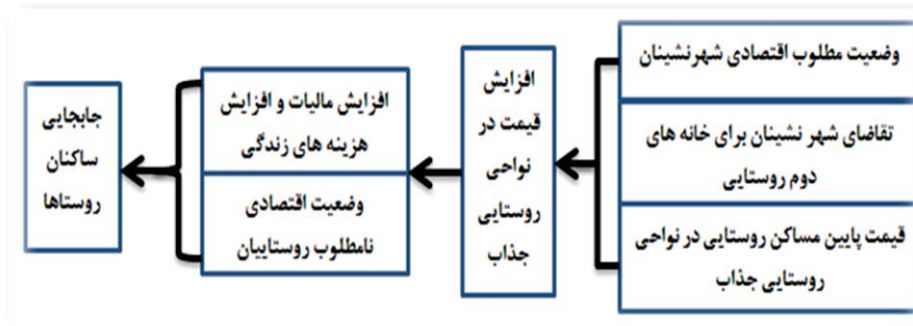 وضعیت مطلوب اقتصادی شهرنشینان
تقاضای شهر نشینان برای خانه های
دوم روستایی
قیمت پایین مساکن روستایی در نواحی
روستایی جذاب
افزایش
قیمت در
نواحی
روستایی
جذاب
افزایش مالیات و افزایش
هزینه های زندگی
وضعیت اقتصادی
نامطلوب روستاییان
جابجایی
ساکنان
روستاها